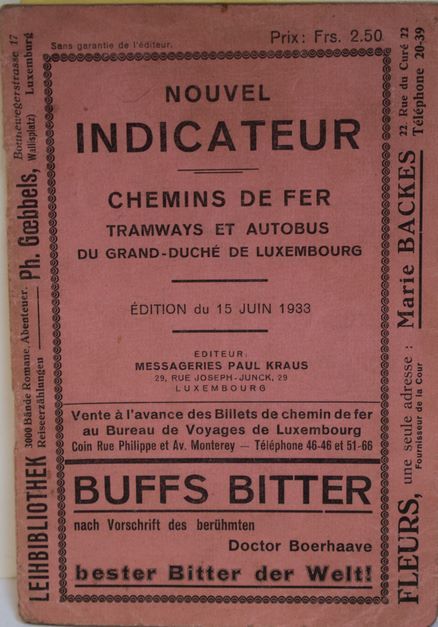 Sans garantie de l'éditeur.
Prix: Frs. 2.50
NOUVEL
INDICATEUR
CHEMINS DE FER
TRAMWAYS ET AUTOBUS
DU GRAND-DUCHÉ DE LUXEMBOURG
ÉDITION du 15 JUIN 1933
EDITEUR:
MESSAGERIES PAUL KRAUS
29, RUE JOSEPH-JUNCK, 29
LUXEMBOURG
Vente à l'avance des Billets de chemin de fer
au Bureau de Voyages de Luxembourg
Coin Rue Philippe et Av. Monterey — Téléphone 46-46 et 51-66
BUFFS BITTER
nach Vorschrift des berühmten
Doctor Boerhaave
bester Bitter der Welt!
LEIHBIBLIOTHEK 3000 Bände Romane, Abenteuer,
Reiseerzählungen — Ph. Gœbbels, Bonnewegerstrasse 17
(Wallisplatz) Luxemburg
FLEURS, une seule adresse: Marie BACKES 22 Rue du Curé 22
Fournisseur de la Cour
Téléphone 20-39